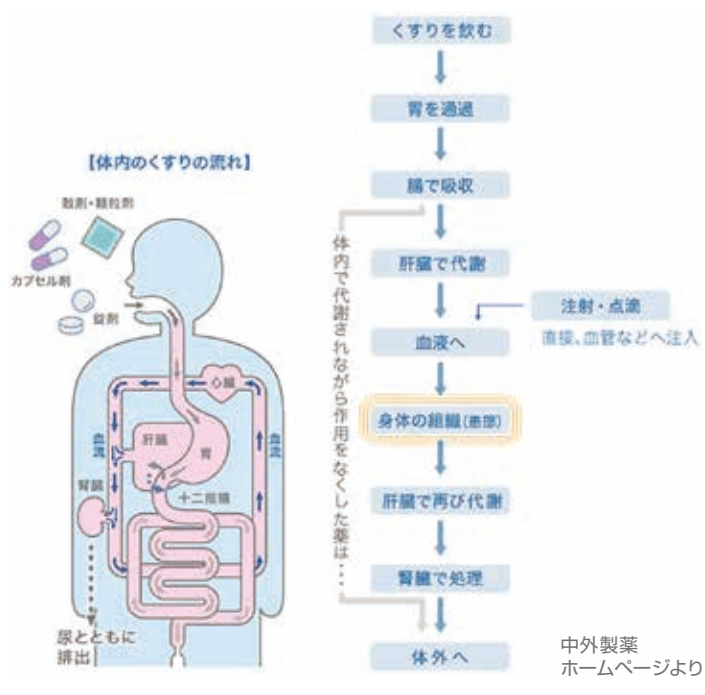 【体内のくすりの流れ】
散剤・顆粒剤
カプセル剤
錠剤
心臓
血流
肝臓
胃
血流
腎臓
十二指腸
尿とともに
排出
くすりを飲む
胃を通過
腸で吸収
肝臓で代謝
注射・点滴
直接、血管などへ注入
血液へ
身体の組織(患部)
肝臓で再び代謝
腎臓で処理
体外へ
体内で代謝されながら作用をなくした薬は・・・
中外製薬
ホームページより